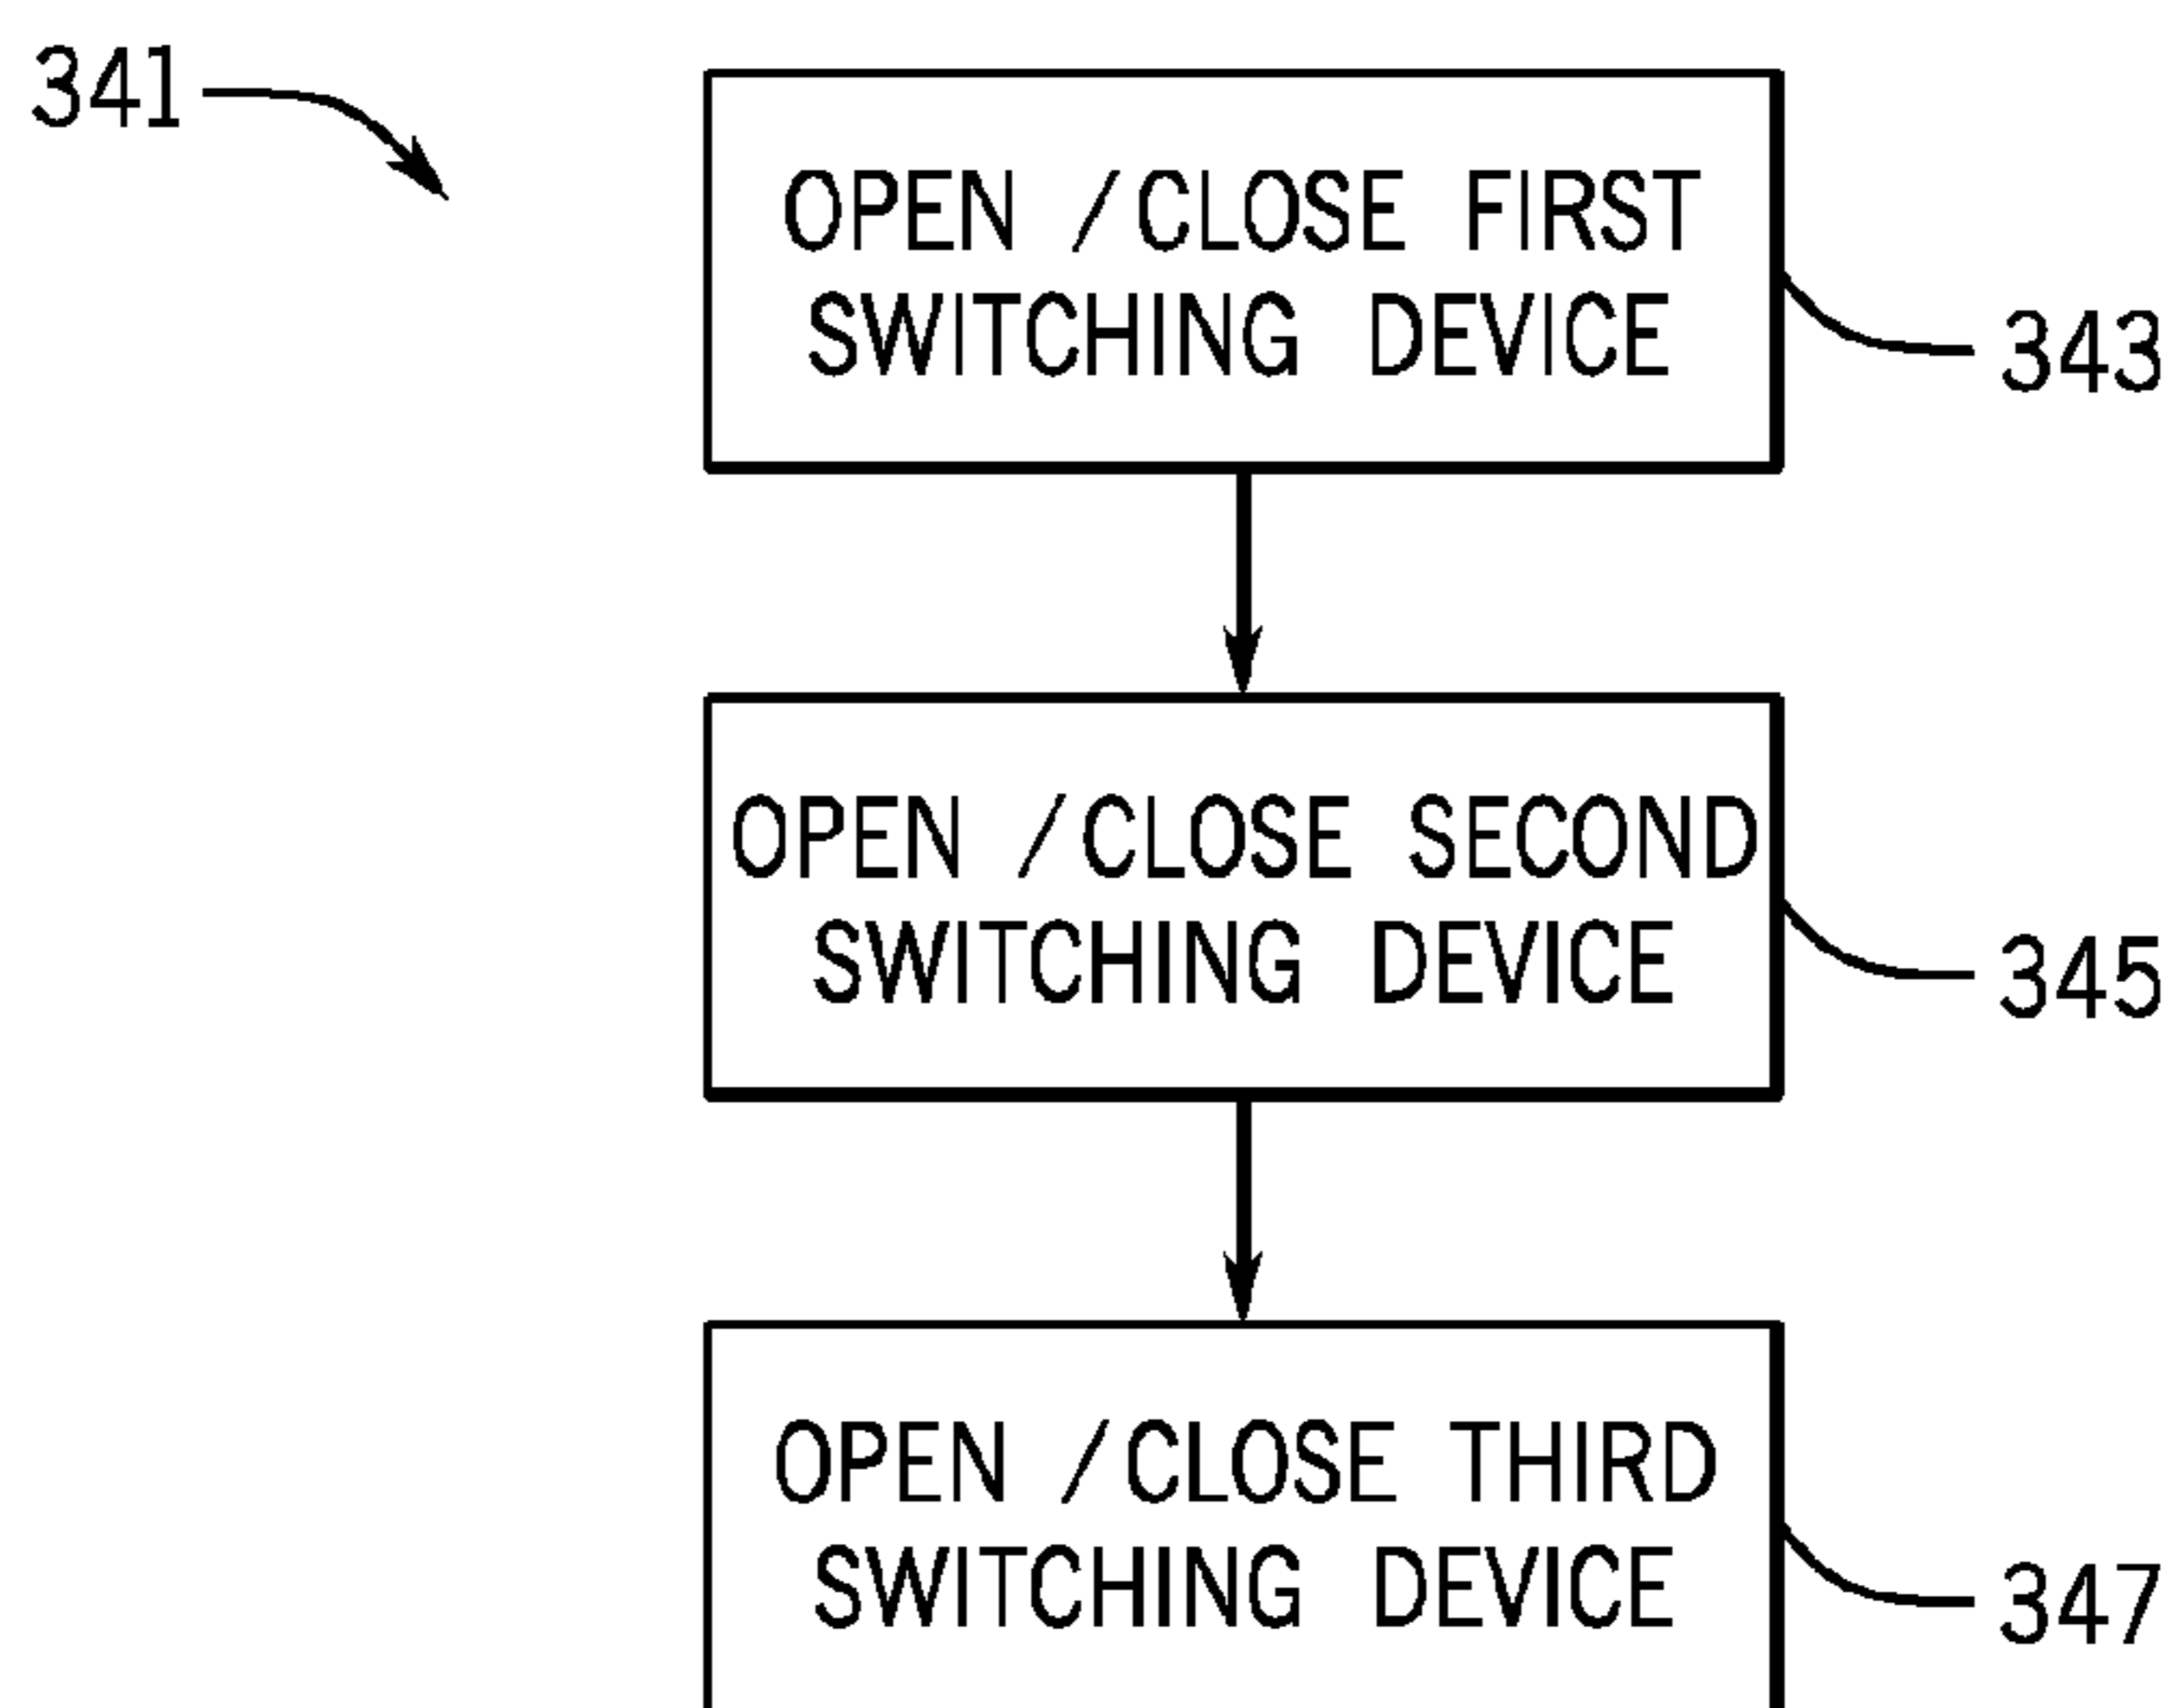 341
OPEN /CLOSE FIRST
SWITCHING DEVICE
343
OPEN /CLOSE SECOND
SWITCHING DEVICE
345
OPEN /CLOSE THIRD
SWITCHING DEVICE
347